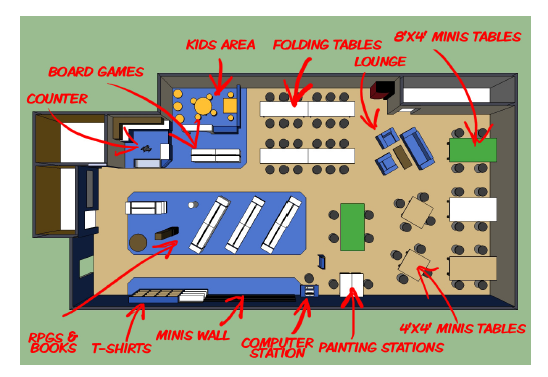 KIDS AREA
FOLDING TABLES
8'X4' MINIS TABLES
LOUNGE
BOARD GAMES
COUNTER
RPGS &
BOOKS
T-SHIRTS
MINIS WALL
COMPUTER
STATION
PAINTING STATIONS
4'X4' MINIS TABLES